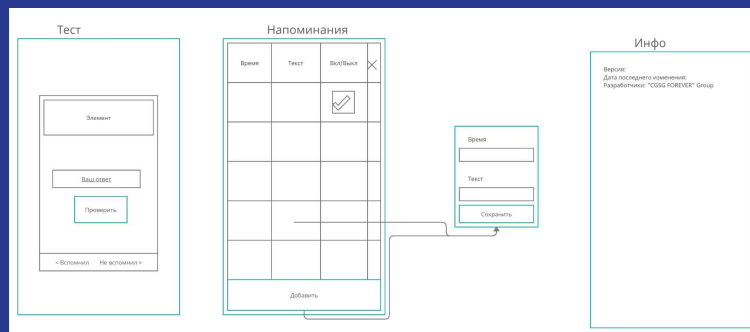 Тест
Элемент
Ваш ответ
Проверить
< Вспомнил Не вспомнил >
Напоминания
Время Текст Вкл/Выкл
Добавить
Время
Текст
Сохранить
Инфо
Версия:
Дата последнего изменения:
Разработчики: "CGSG FOREVER" Group